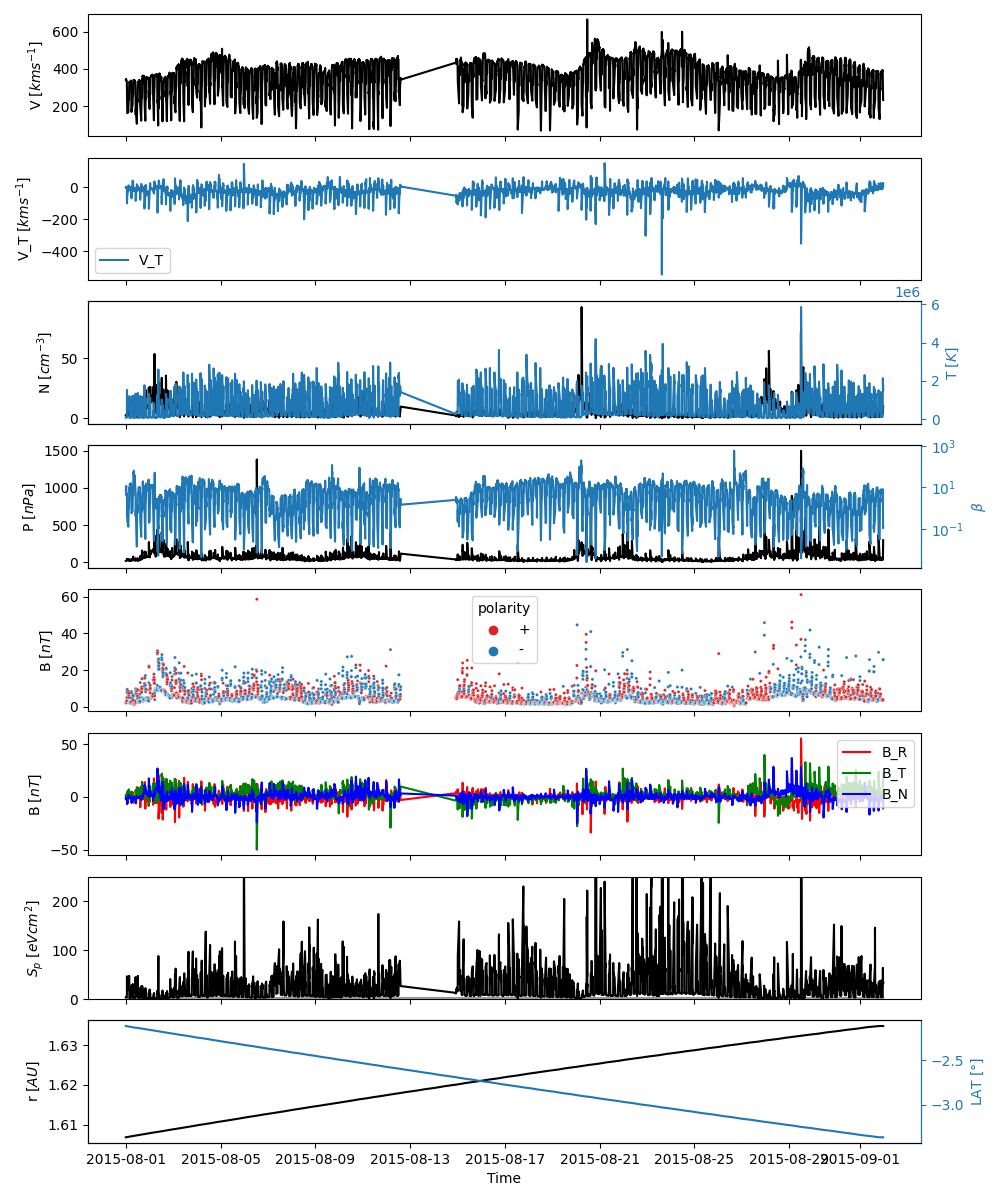 V [kms⁻¹]
600
400
200
V_T [kms⁻¹]
0
−200
−400
V_T
N [cm⁻³]
50
0
1e6
6
4
2
0
T [K]
P [nPa]
1500
1000
500
0
10³
10¹
10⁻¹
β
B [nT]
60
40
20
0
polarity
+
-
B [nT]
50
0
−50
B_R
B_T
B_N
Sₚ [eVcm²]
200
100
0
r [AU]
1.63
1.62
1.61
−2.5
−3.0
LAT [°]
2015-08-01 2015-08-05 2015-08-09 2015-08-13 2015-08-17 2015-08-21 2015-08-25 2015-08-29 2015-09-01
Time